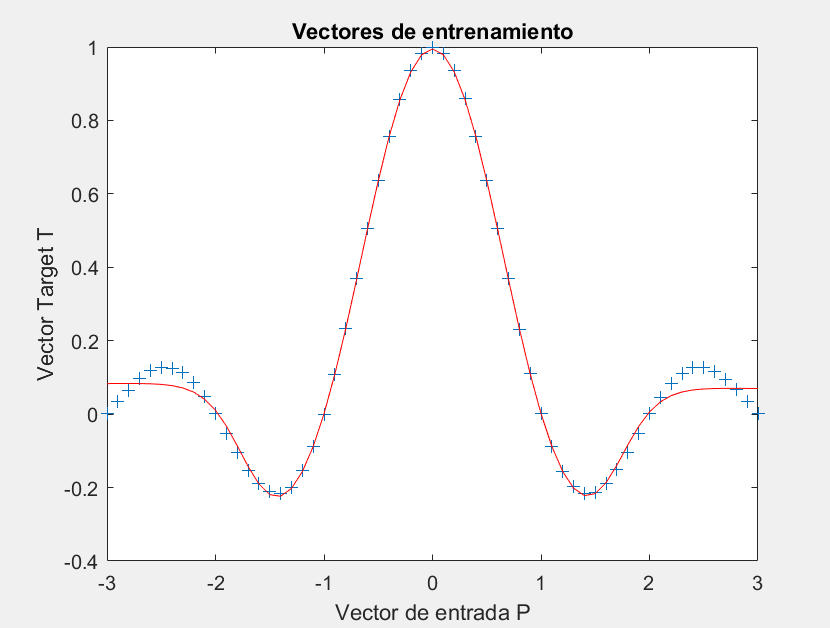 Vectores de entrenamiento
1
0.8
0.6
0.4
0.2
0
-0.2
-0.4
Vector Target T
-3 -2 -1 0 1 2 3
Vector de entrada P